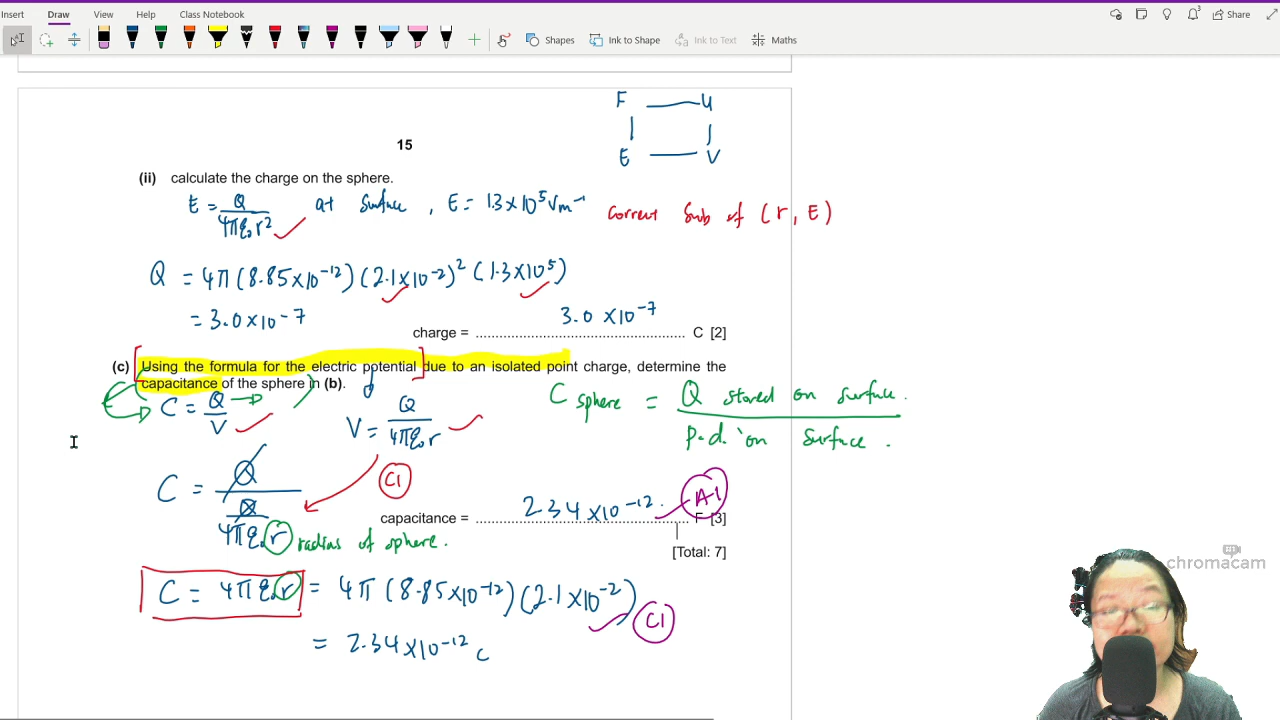 Insert Draw View Help Class Notebook Share
Shapes Ink to Shape Ink to Text Maths
F — U
E — V
15
(ii) calculate the charge on the sphere.
E = Q / 4πε₀r² at surface, E = 1.3×10⁵ Vm⁻¹
correct sub of (r, E)
Q = 4π (8.85×10⁻¹²) (2.1×10⁻²)² (1.3×10⁵)
= 3.0×10⁻⁷
3.0 ×10⁻⁷
charge = ........................................................ C [2]
(c) Using the formula for the electric potential due to an isolated point charge, determine the
capacitance of the sphere in (b).
C = Q / V
V = Q / 4πε₀r
C sphere = Q stored on surface. / p.d. on surface.
C = Q / Q / 4πε₀r
C1
radius of sphere.
2.34×10⁻¹². A1
capacitance = ........................................................ F [3]
[Total: 7]
C = 4πε₀r = 4π (8.85×10⁻¹²) (2.1×10⁻²)
C1
= 2.34×10⁻¹² C
chromacam